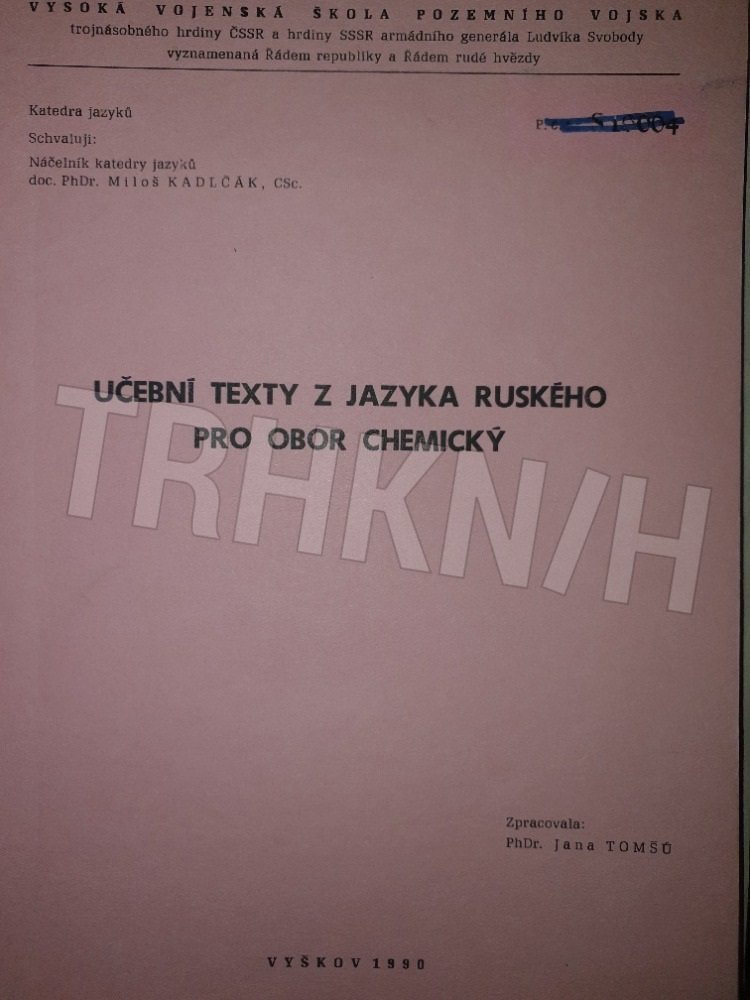 VYSOKÁ VOJENSKÁ ŠKOLA POZEMNÍHO VOJSKA
trojnásobného hrdiny ČSSR a hrdiny SSSR armádního generála Ludvíka Svobody
vyznamenaná Řádem republiky a Řádem rudé hvězdy
Katedra jazyků
Schvaluji:
Náčelník katedry jazyků
doc. PhDr. Miloš KADLČÁK, CSc.
UČEBNÍ TEXTY Z JAZYKA RUSKÉHO
PRO OBOR CHEMICKÝ
TRHKN/H
Zpracovala:
PhDr. Jana TOMŠŮ
VYŠKOV 1990